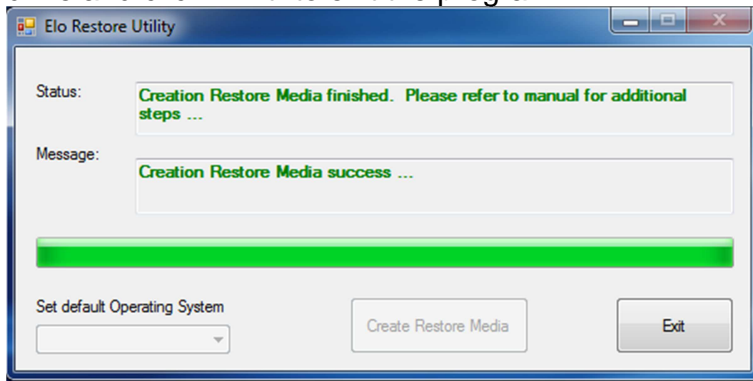 Elo Restore Utility
Status:
Creation Restore Media finished. Please refer to manual for additional
steps ...
Message:
Creation Restore Media success ...
Set default Operating System
Create Restore Media
Exit